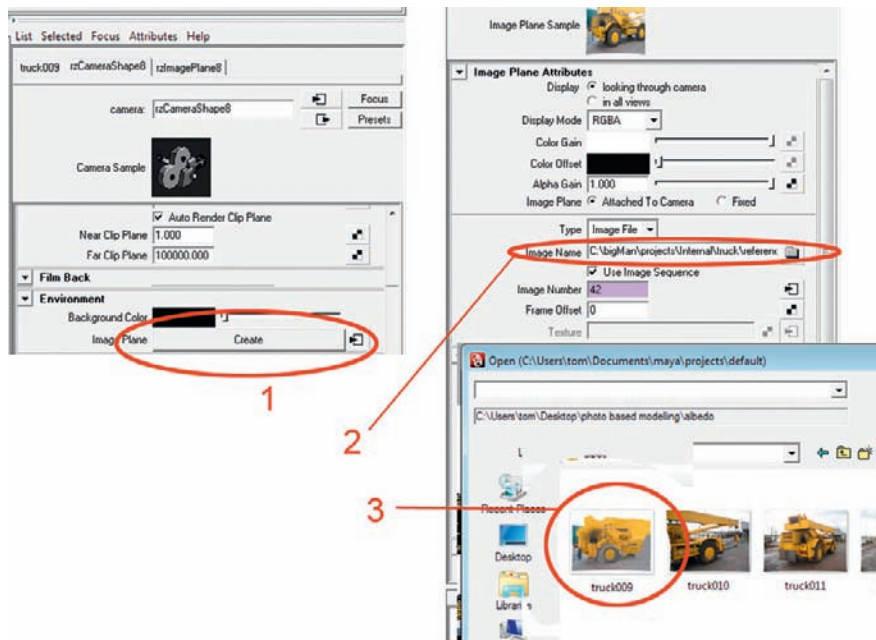 List Selected Focus Attributes Help
truck009 rzCameraShape8 rzImagePlane8
camera: rzCameraShape8
Focus
Presets
Camera Sample
Auto Render Clip Plane
Near Clip Plane 1.000
Far Clip Plane 100000.000
Film Back
Environment
Background Color
Image Plane Create
1
Image Plane Sample
Image Plane Attributes
Display looking through camera
in all views
Display Mode RGBA
Color Gain
Color Offset
Alpha Gain 1.000
Image Plane Attached To Camera Fixed
Type Image File
Image Name C:\bigMan\projects\Internal\truck\referenc
Use Image Sequence
Image Number 42
Frame Offset 0
Texture
2
Open (C:\Users\tom\Documents\maya\projects\default)
C:\Users\tom\Desktop\photo based modelling\albedo
3
Recent Places
Desktop
Libraries
truck009 truck010 truck011